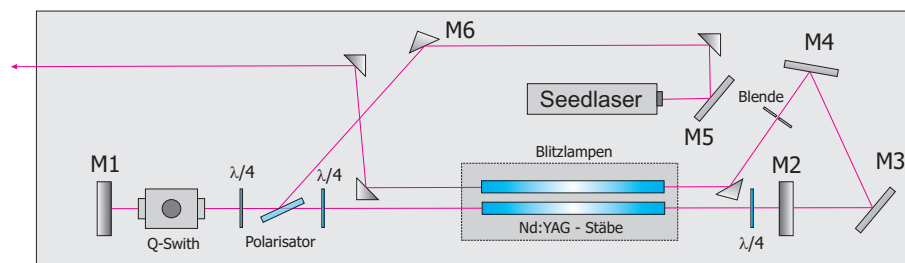 M6
M4
Seedlaser
Blende
M5
Blitzlampen
M1
λ/4
λ/4
M2
M3
Q-Swith
Polarisator
Nd:YAG - Stäbe
λ/4